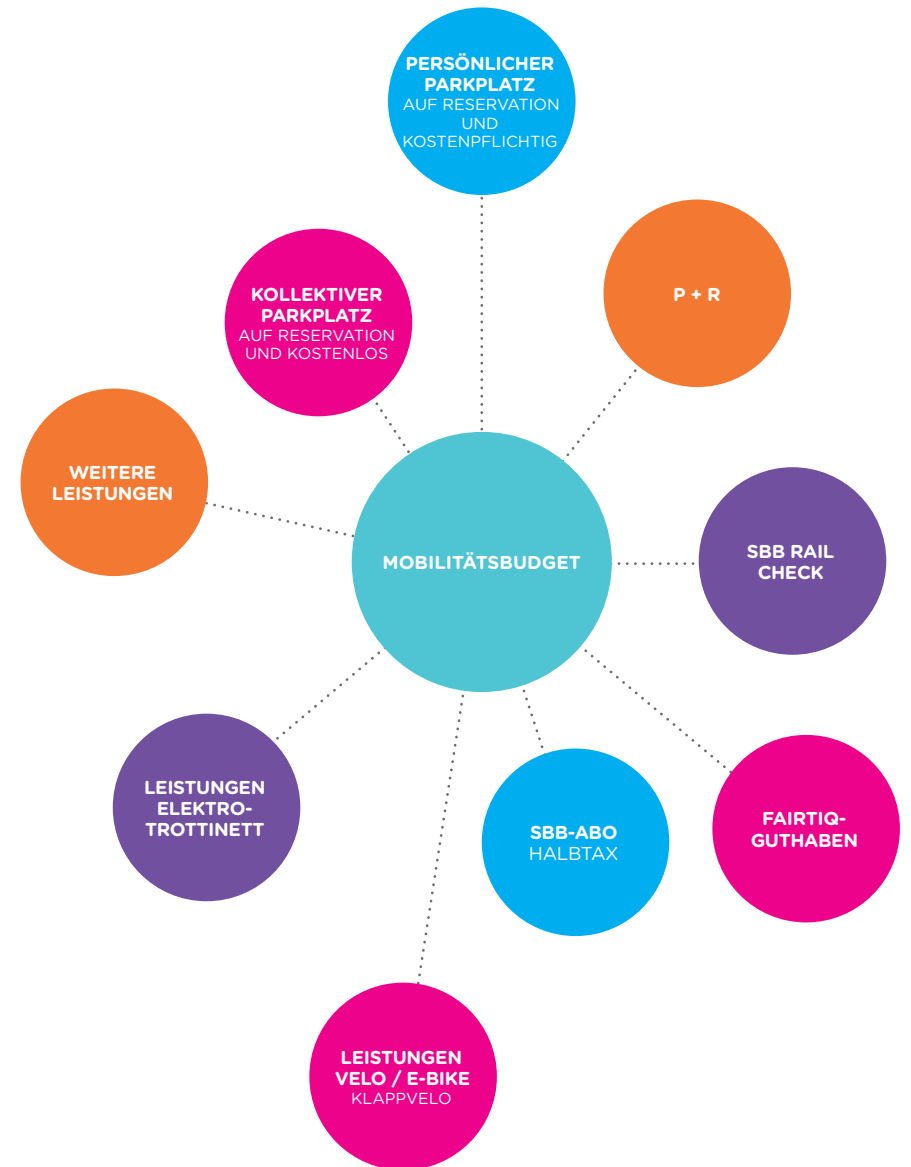 PERSÖNLICHER
PARKPLATZ
AUF RESERVATION
UND
KOSTENPFLICHTIG
P + R
KOLLEKTIVER
PARKPLATZ
AUF RESERVATION
UND KOSTENLOS
WEITERE
LEISTUNGEN
MOBILITÄTSBUDGET
SBB RAIL
CHECK
LEISTUNGEN
ELEKTRO-
TROTTINETT
SBB-ABO
HALBTAX
FAIRTIQ-
GUTHABEN
LEISTUNGEN
VELO / E-BIKE
KLAPPVELO